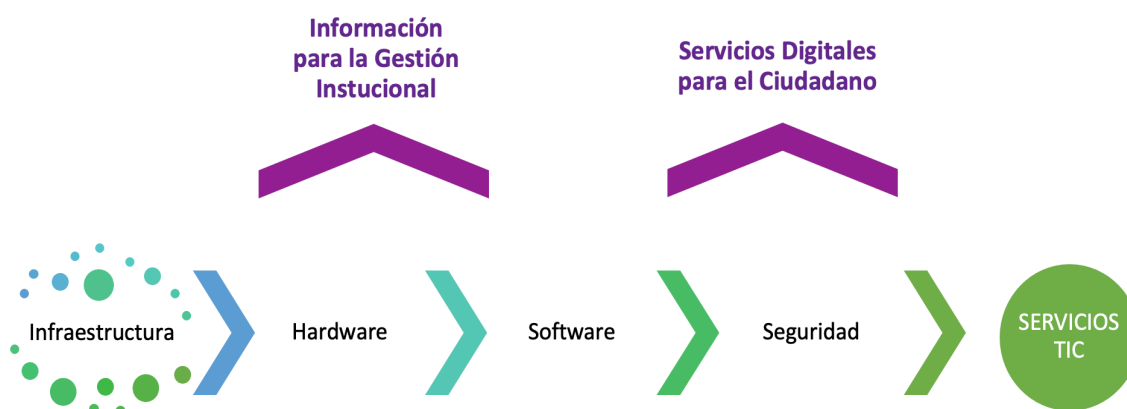 Información
para la Gestión
Instucional
Servicios Digitales
para el Ciudadano
Infraestructura
Hardware
Software
Seguridad
SERVICIOS
TIC